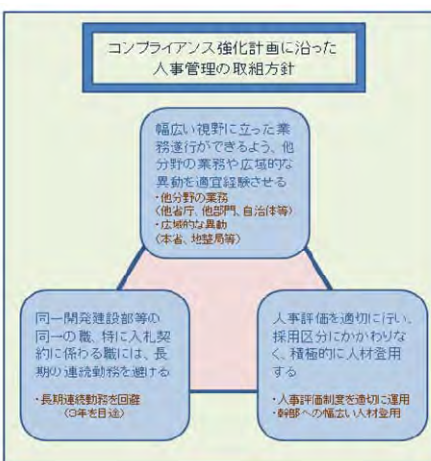 コンプライアンス強化計画に沿った
人事管理の取組方針
幅広い視野に立った業
務遂行ができるよう、他
分野の業務や広域的な
異動を適宜経験させる
・他分野の業務
(他省庁、他部門、自治体等)
・広域的な異動
(本省、地整局等)
同一開発建設部等の
同一の職、特に入札契
約に係わる職には、長
期の連続勤務を避ける
・長期連続勤務を回避
(3年を目途)
人事評価を適切に行い、
採用区分にかかわりな
く、積極的に人材登用
する
・人事評価制度を適切に運用
・幹部への幅広い人材登用